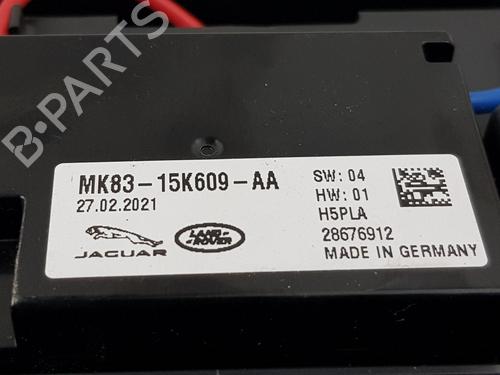 B-PARTS
MK83-15K609-AA
27.02.2021
JAGUAR
LAND-
ROVER
SW: 04
HW: 01
H5PLA
28676912
MADE IN GERMANY